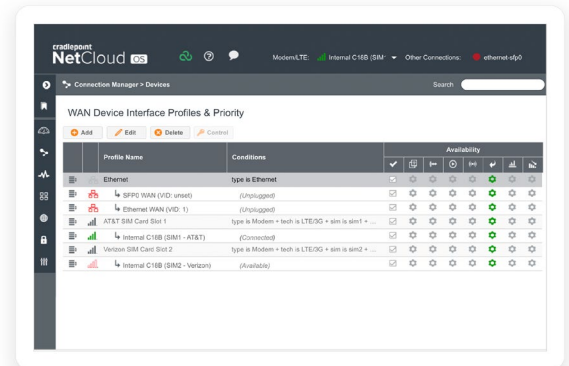 cradlepoint
NetCloud OS
Modem/LTE: Internal C16B (SIM- Other Connections: ethernet-sfp0
Connection Manager > Devices Search
WAN Device Interface Profiles & Priority
Add Edit Delete Control
Availability
Profile Name Conditions
Ethernet type is Ethernet
SFP0 WAN (VID: unset) (Unplugged)
Ethernet WAN (VID: 1) (Unplugged)
AT&T SIM Card Slot 1 type is Modem + tech is LTE/3G + sim is sim1 + ...
Internal C18B (SIM1 - AT&T) (Connected)
Verizon SIM Card Slot 2 type is Modem + tech is LTE/3G + sim is sim2 + ...
Internal C18B (SIM2 - Verizon) (Available)